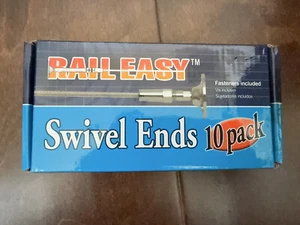 RAIL EASY™
Fasteners included
Swivel Ends 10 pack